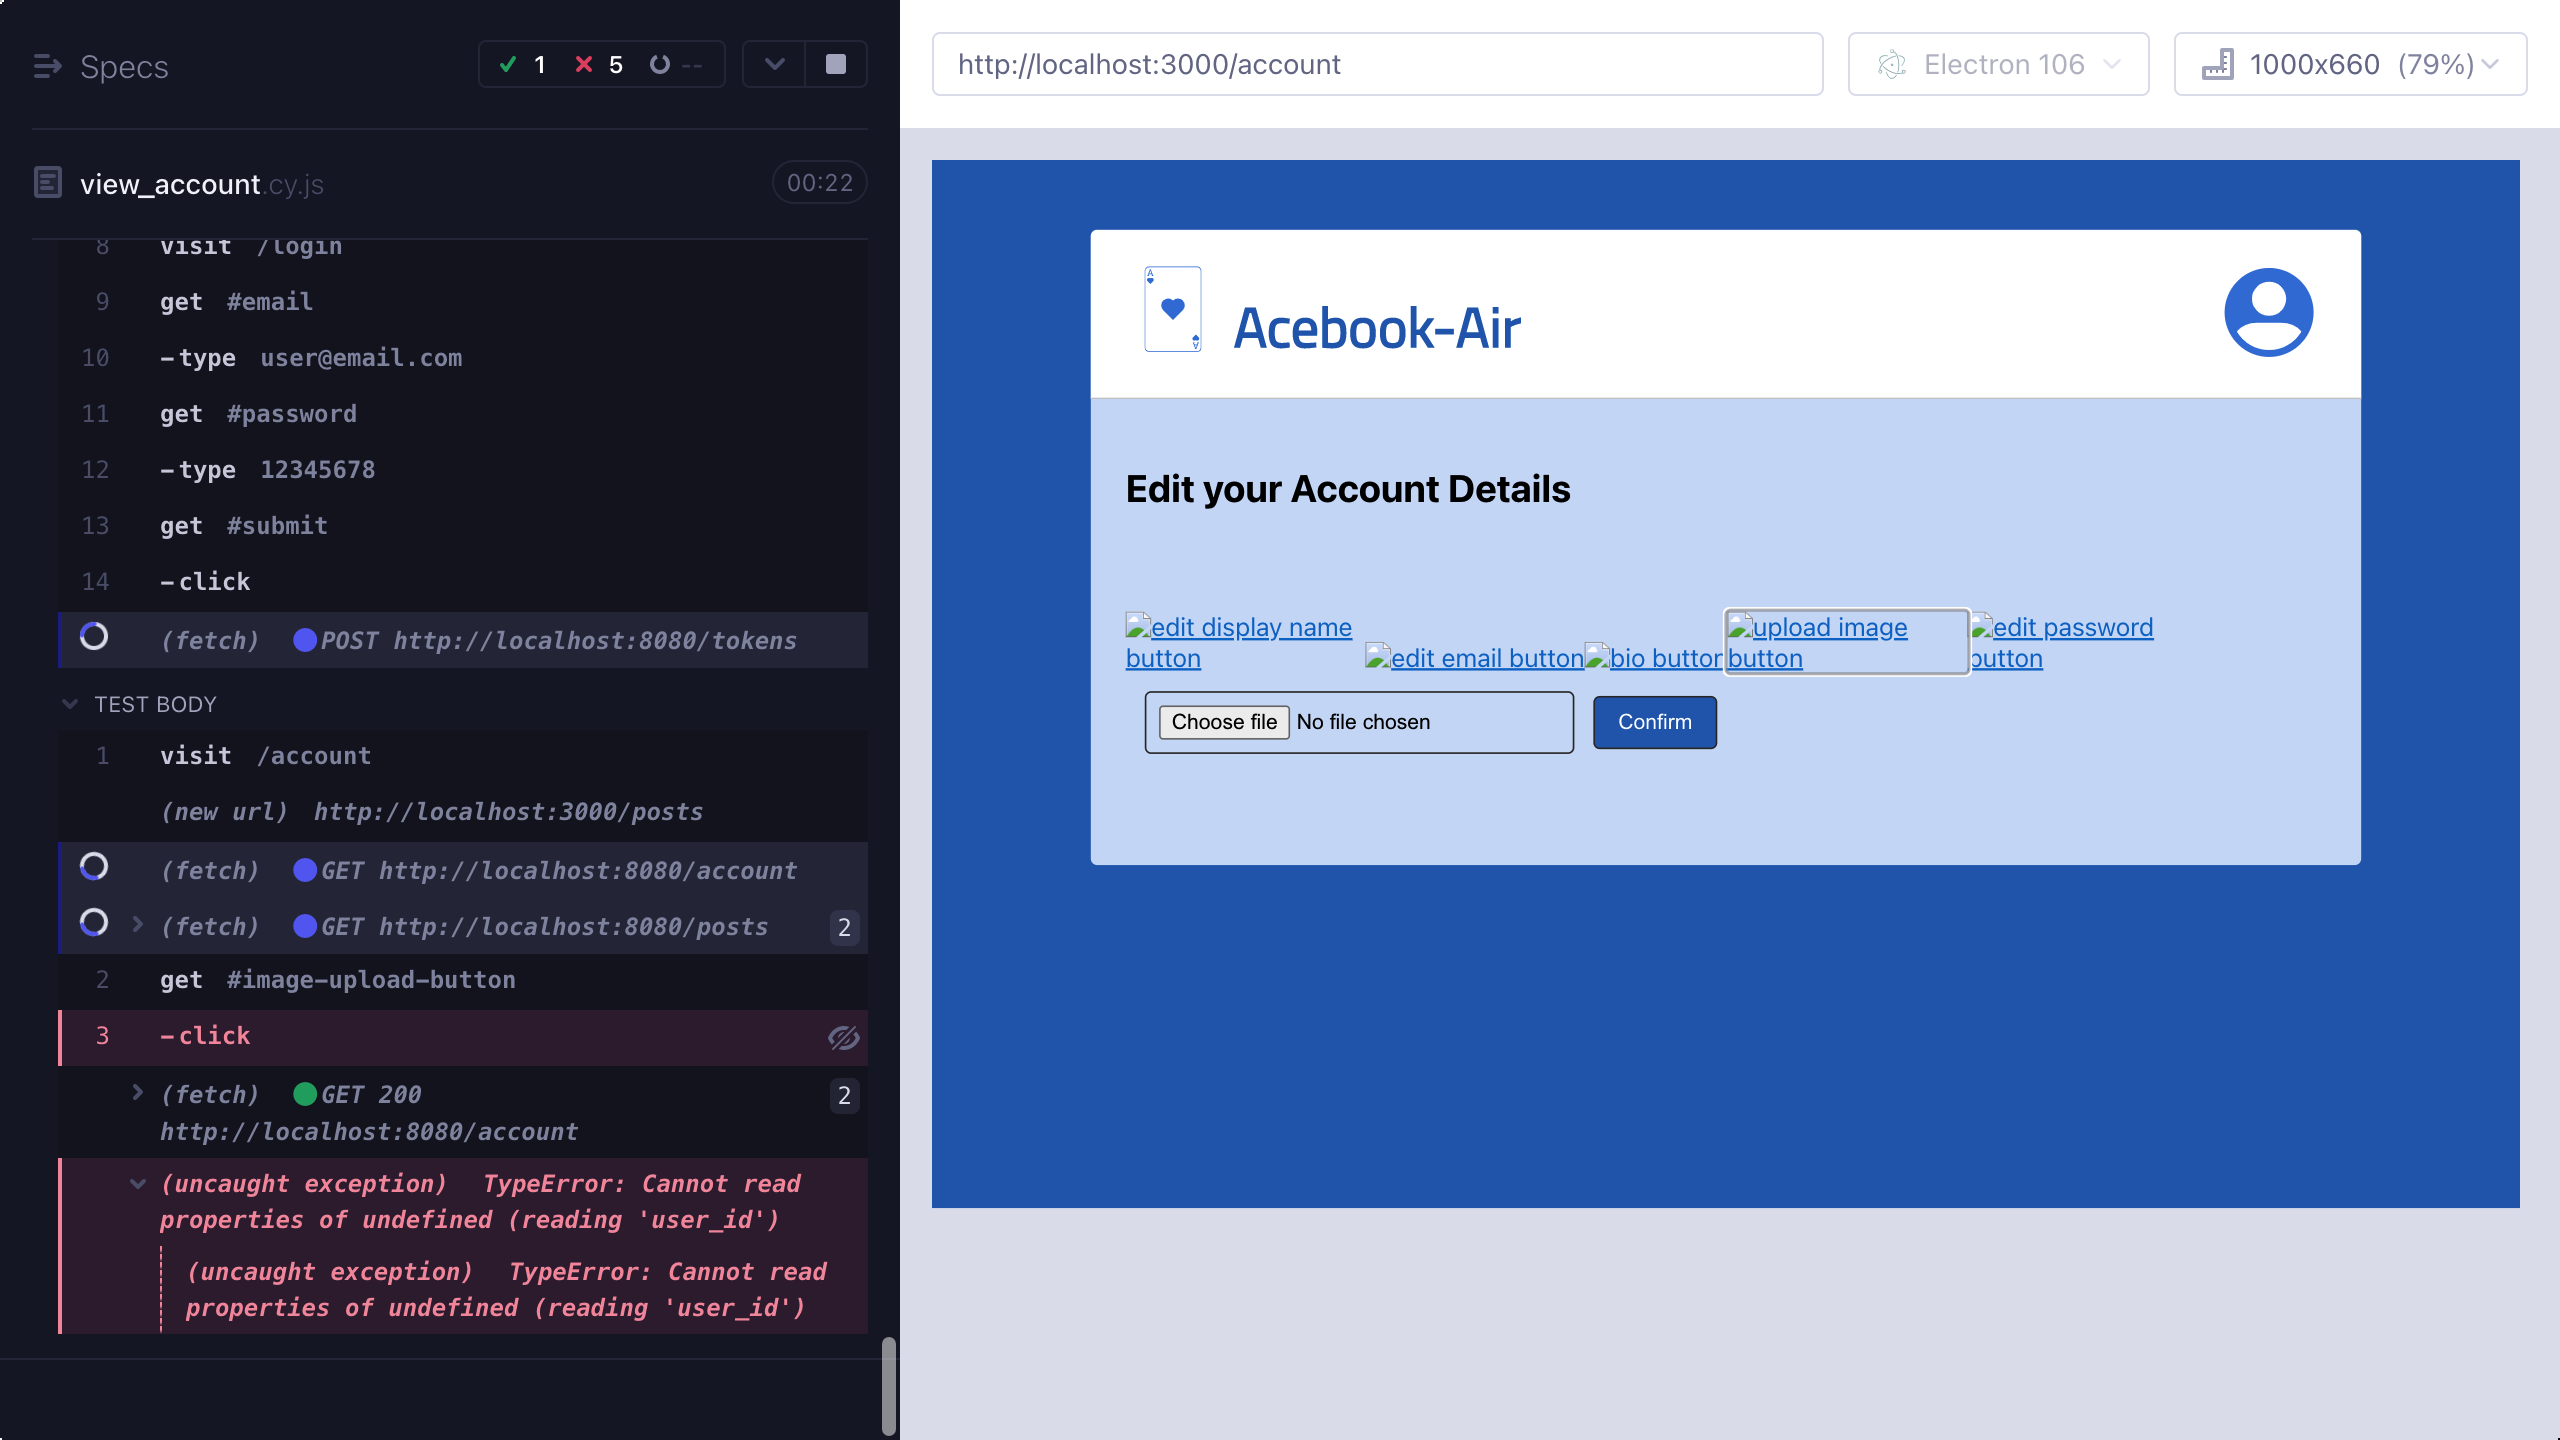 Specs
1 5 --
view_account.cy.js 00:22
8 visit /login
9 get #email
10 -type user@email.com
11 get #password
12 -type 12345678
13 get #submit
14 -click
(fetch) POST http://localhost:8080/tokens
TEST BODY
1 visit /account
(new url) http://localhost:3000/posts
(fetch) GET http://localhost:8080/account
(fetch) GET http://localhost:8080/posts 2
2 get #image-upload-button
3 -click
(fetch) GET 200 2
http://localhost:8080/account
(uncaught exception) TypeError: Cannot read
properties of undefined (reading 'user_id')
(uncaught exception) TypeError: Cannot read
properties of undefined (reading 'user_id')
http://localhost:3000/account
Electron 106
1000x660 (79%)
A
A
Acebook-Air
Edit your Account Details
edit display name
button
edit email button
bio button
upload image
button
edit password
button
Choose file No file chosen
Confirm